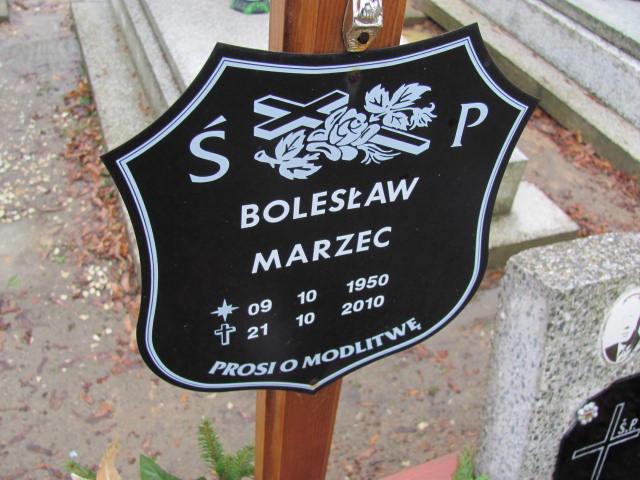 Ś P
BOLESŁAW
MARZEC
09 10 1950
21 10 2010
PROSI O MODLITWĘ
Ś.P.